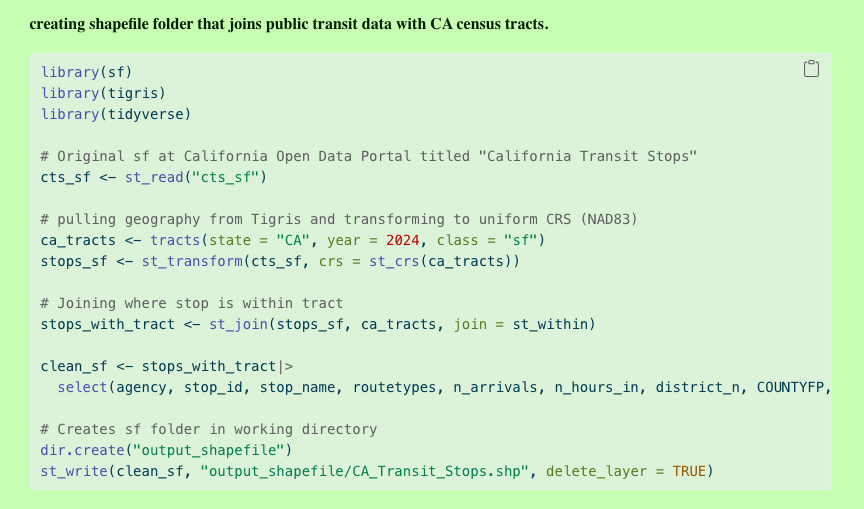 creating shapefile folder that joins public transit data with CA census tracts.
library(sf)
library(tigris)
library(tidyverse)
# Original sf at California Open Data Portal titled "California Transit Stops"
cts_sf <- st_read("cts_sf")
# pulling geography from Tigris and transforming to uniform CRS (NAD83)
ca_tracts <- tracts(state = "CA", year = 2024, class = "sf")
stops_sf <- st_transform(cts_sf, crs = st_crs(ca_tracts))
# Joining where stop is within tract
stops_with_tract <- st_join(stops_sf, ca_tracts, join = st_within)
clean_sf <- stops_with_tract|>
  select(agency, stop_id, stop_name, routetypes, n_arrivals, n_hours_in, district_n, COUNTYFP,
# Creates sf folder in working directory
dir.create("output_shapefile")
st_write(clean_sf, "output_shapefile/CA_Transit_Stops.shp", delete_layer = TRUE)